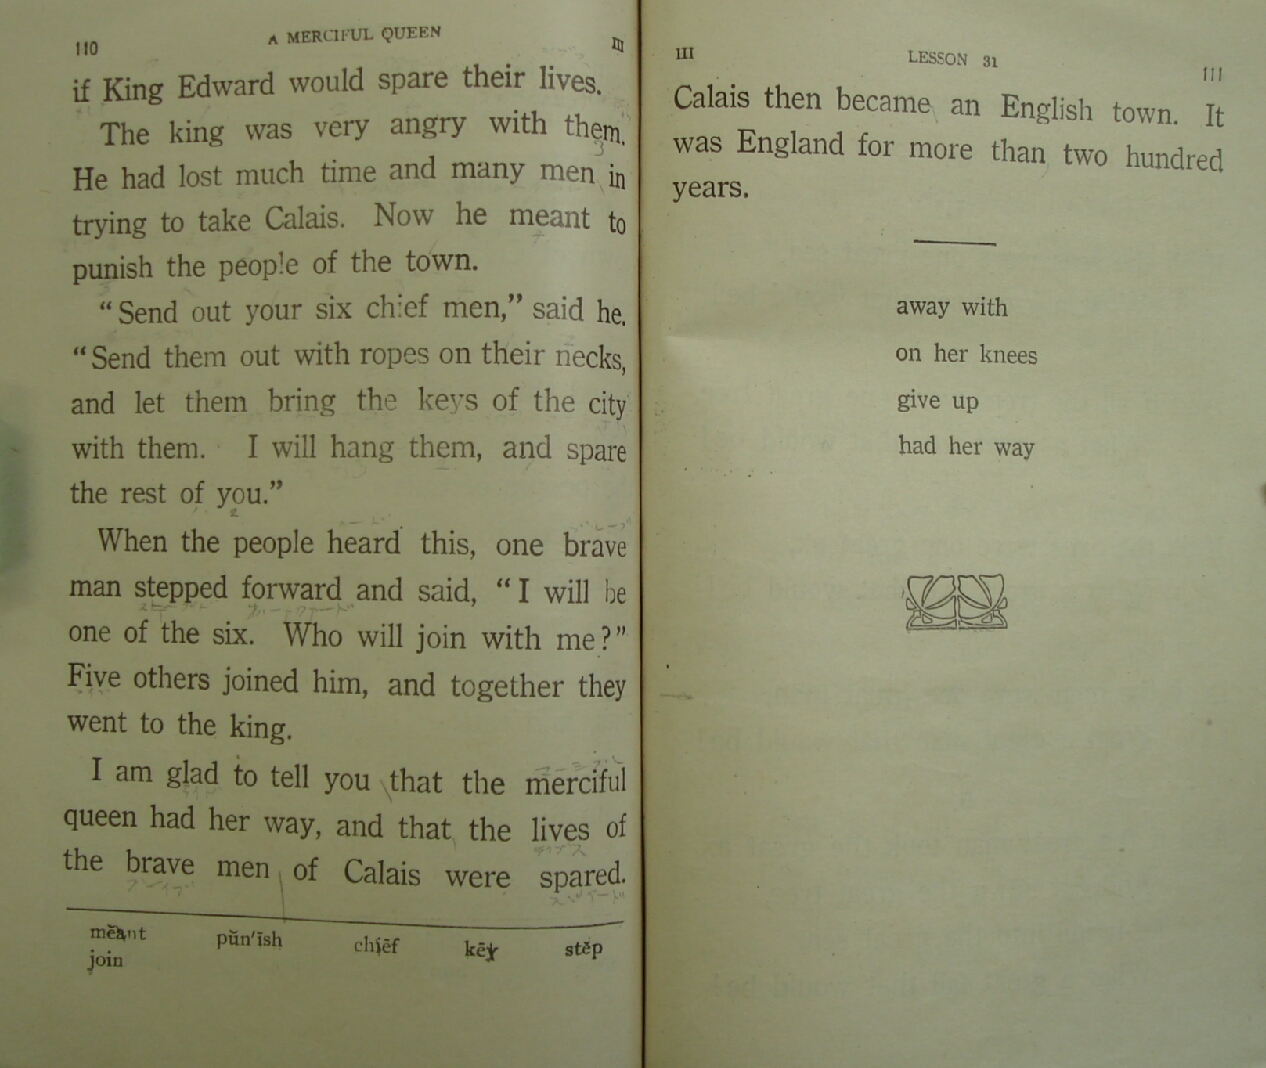 110
A MERCIFUL QUEEN
III
if King Edward would spare their lives.
The king was very angry with them.
He had lost much time and many men in
trying to take Calais. Now he meant to
punish the people of the town.
“Send out your six chief men,” said he.
“Send them out with ropes on their necks,
and let them bring the keys of the city
with them. I will hang them, and spare
the rest of you.”
When the people heard this, one brave
man stepped forward and said, “I will be
one of the six. Who will join with me?”
Five others joined him, and together they
went to the king.
I am glad to tell you that the merciful
queen had her way, and that the lives of
the brave men of Calais were spared.
mĕant pŭn′ĭsh chiēf kēy stĕp
join
III
LESSON 31
111
Calais then became an English town. It
was England for more than two hundred
years.
away with
on her knees
give up
had her way